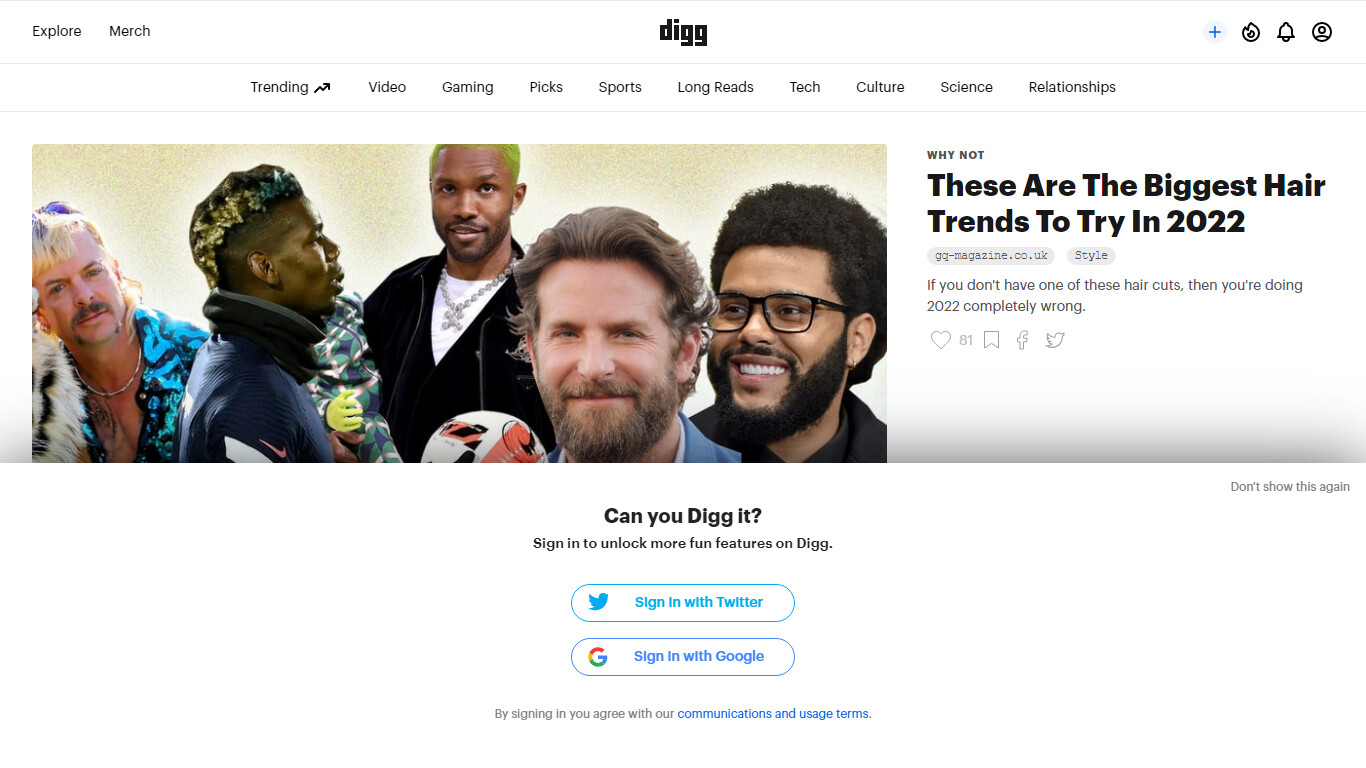 Explore Merch
digg
Trending Video Gaming Picks Sports Long Reads Tech Culture Science Relationships
WHY NOT
These Are The Biggest Hair
Trends To Try In 2022
gq-magazine.co.uk Style
If you don't have one of these hair cuts, then you're doing
2022 completely wrong.
81
Don't show this again
Can you Digg it?
Sign in to unlock more fun features on Digg.
Sign in with Twitter
Sign in with Google
By signing in you agree with our communications and usage terms.